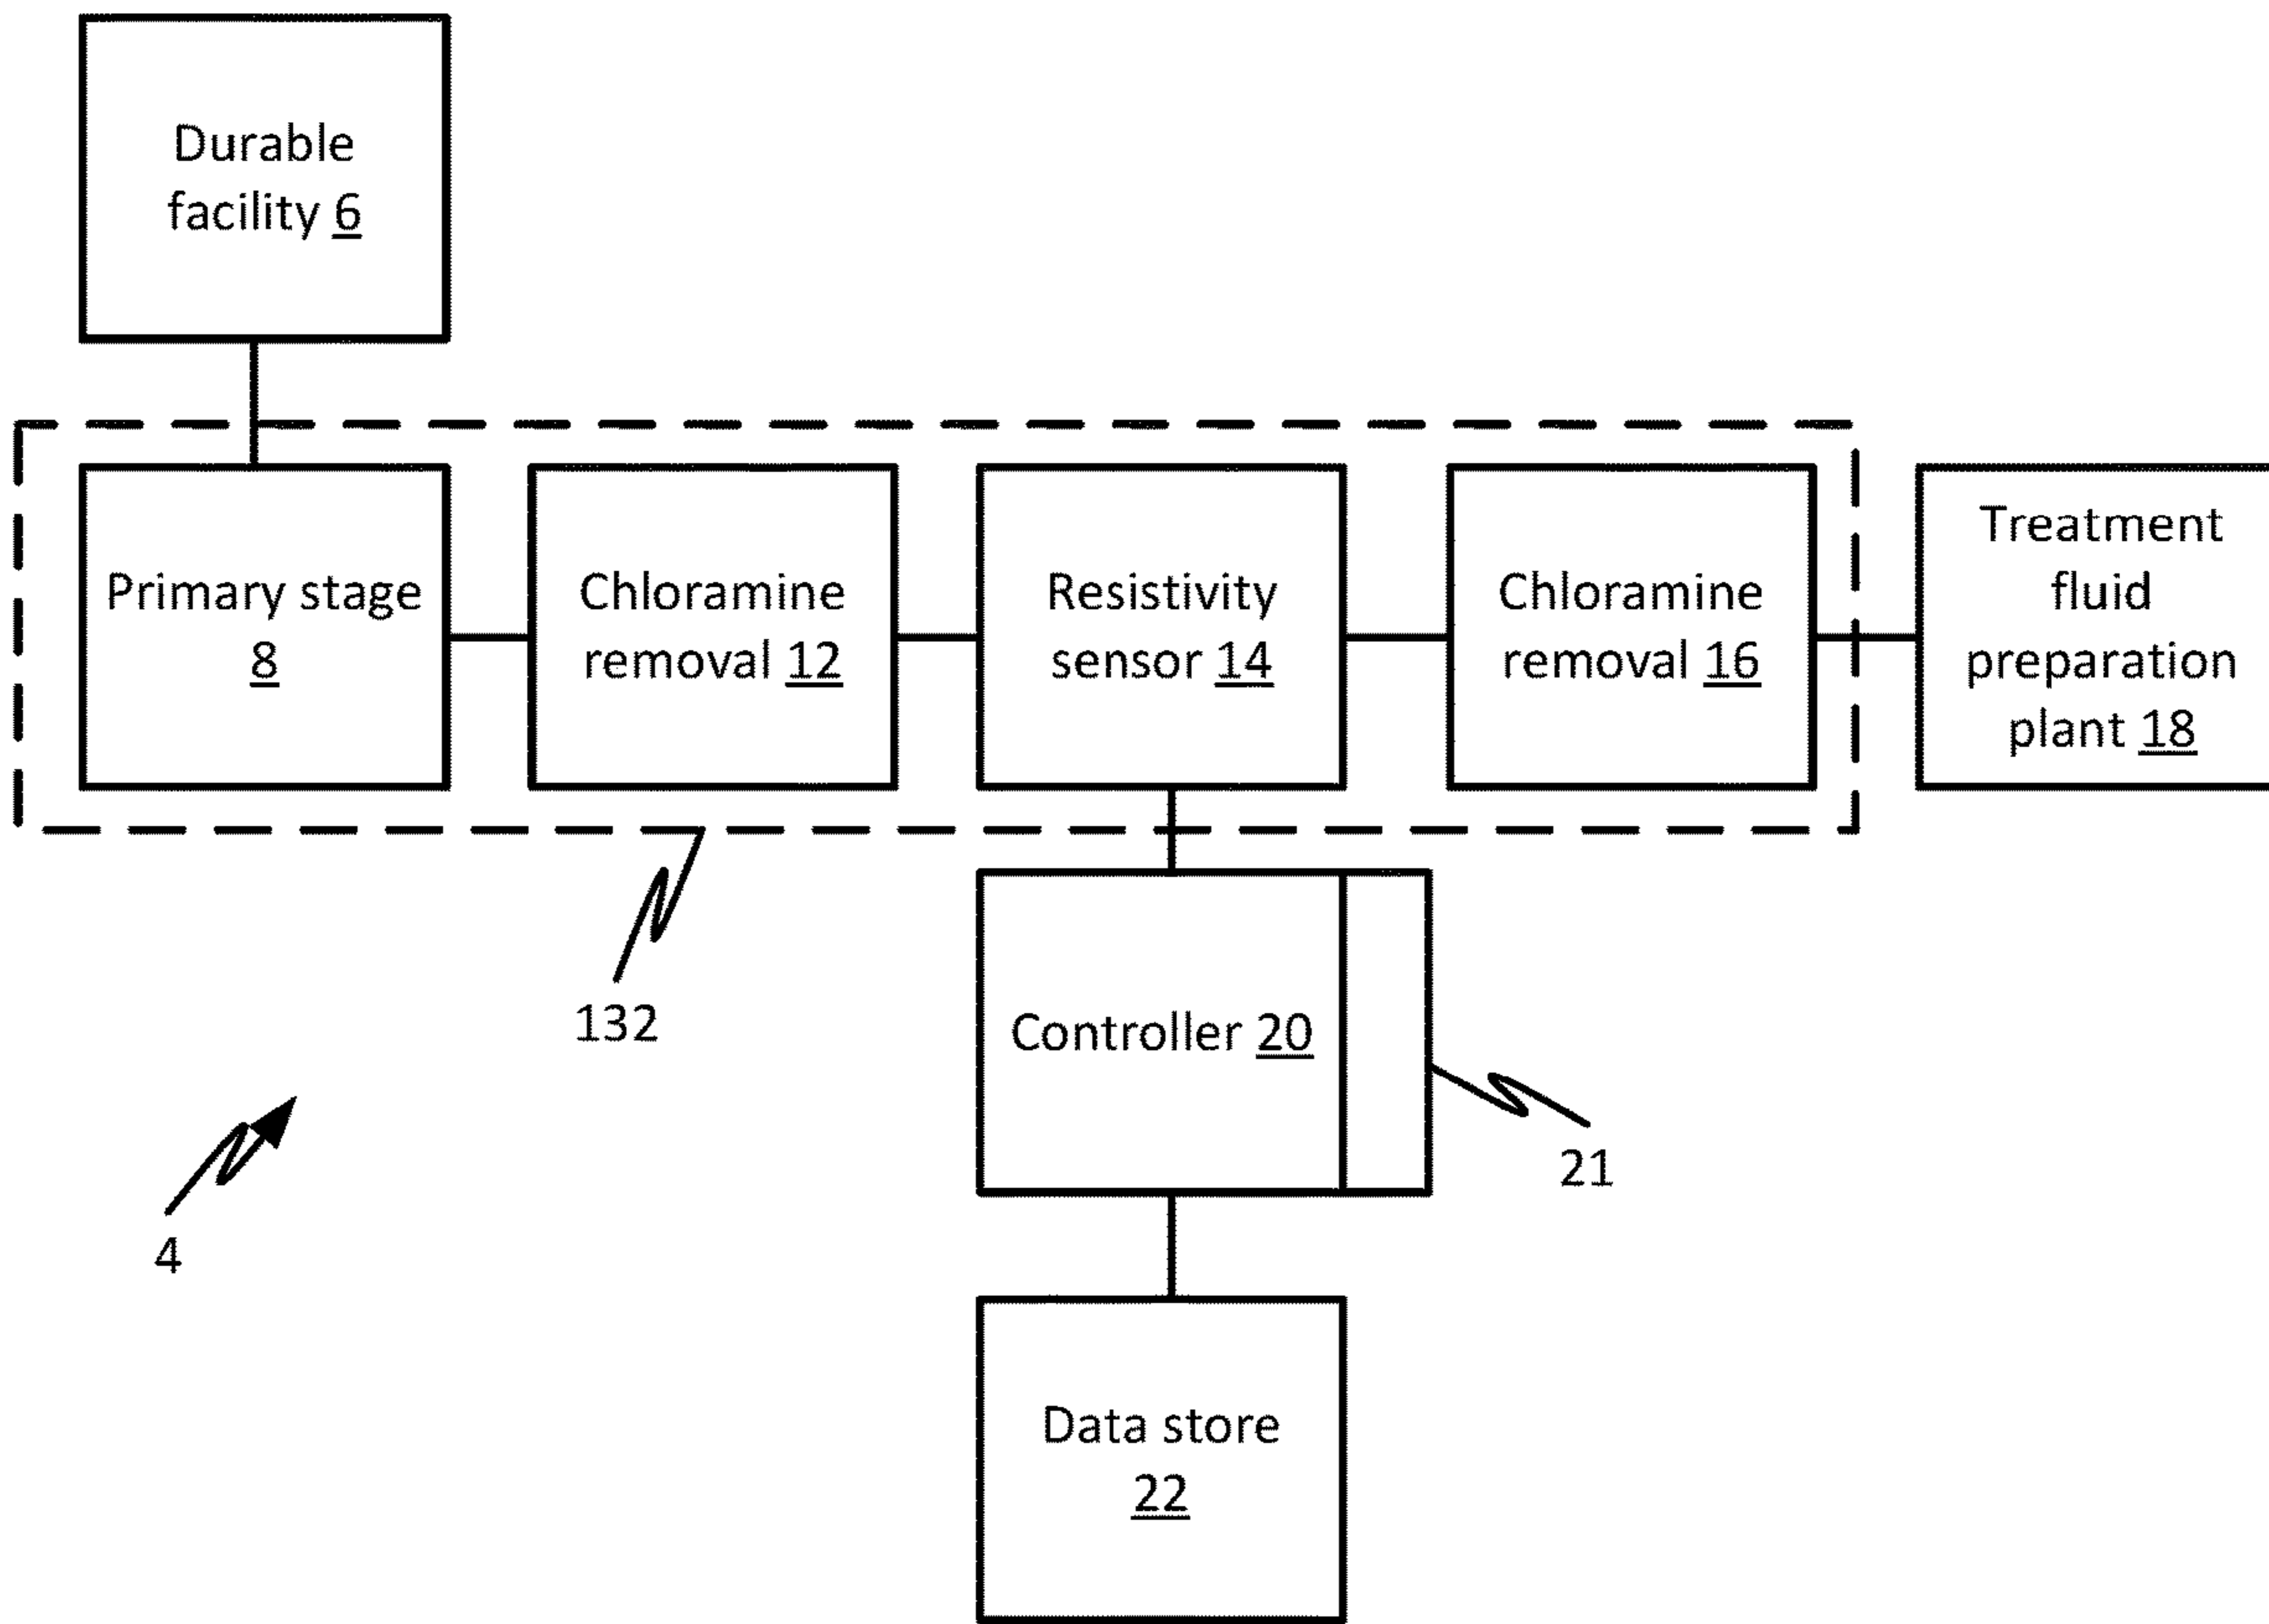 Durable
facility 6
Primary stage
8
Chloramine
removal 12
Resistivity
sensor 14
Chloramine
removal 16
Treatment
fluid
preparation
plant 18
132
Controller 20
21
4
Data store
22